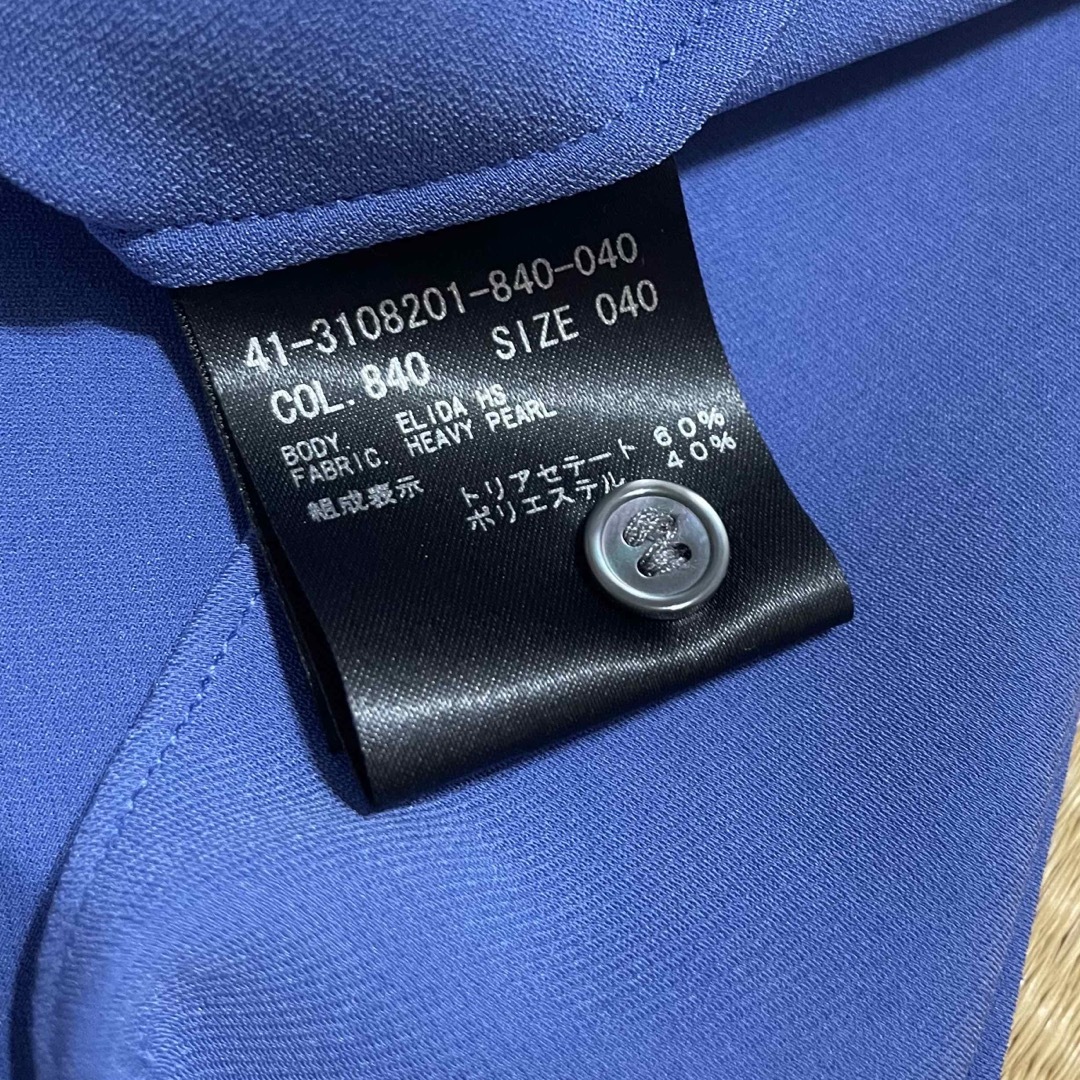 41-3108201-840-040
COL. 840 SIZE 040
BODY ELIDA HS
FABRIC. HEAVY PEARL
組成表示 トリアセテート 60%
ポリエステル 40%